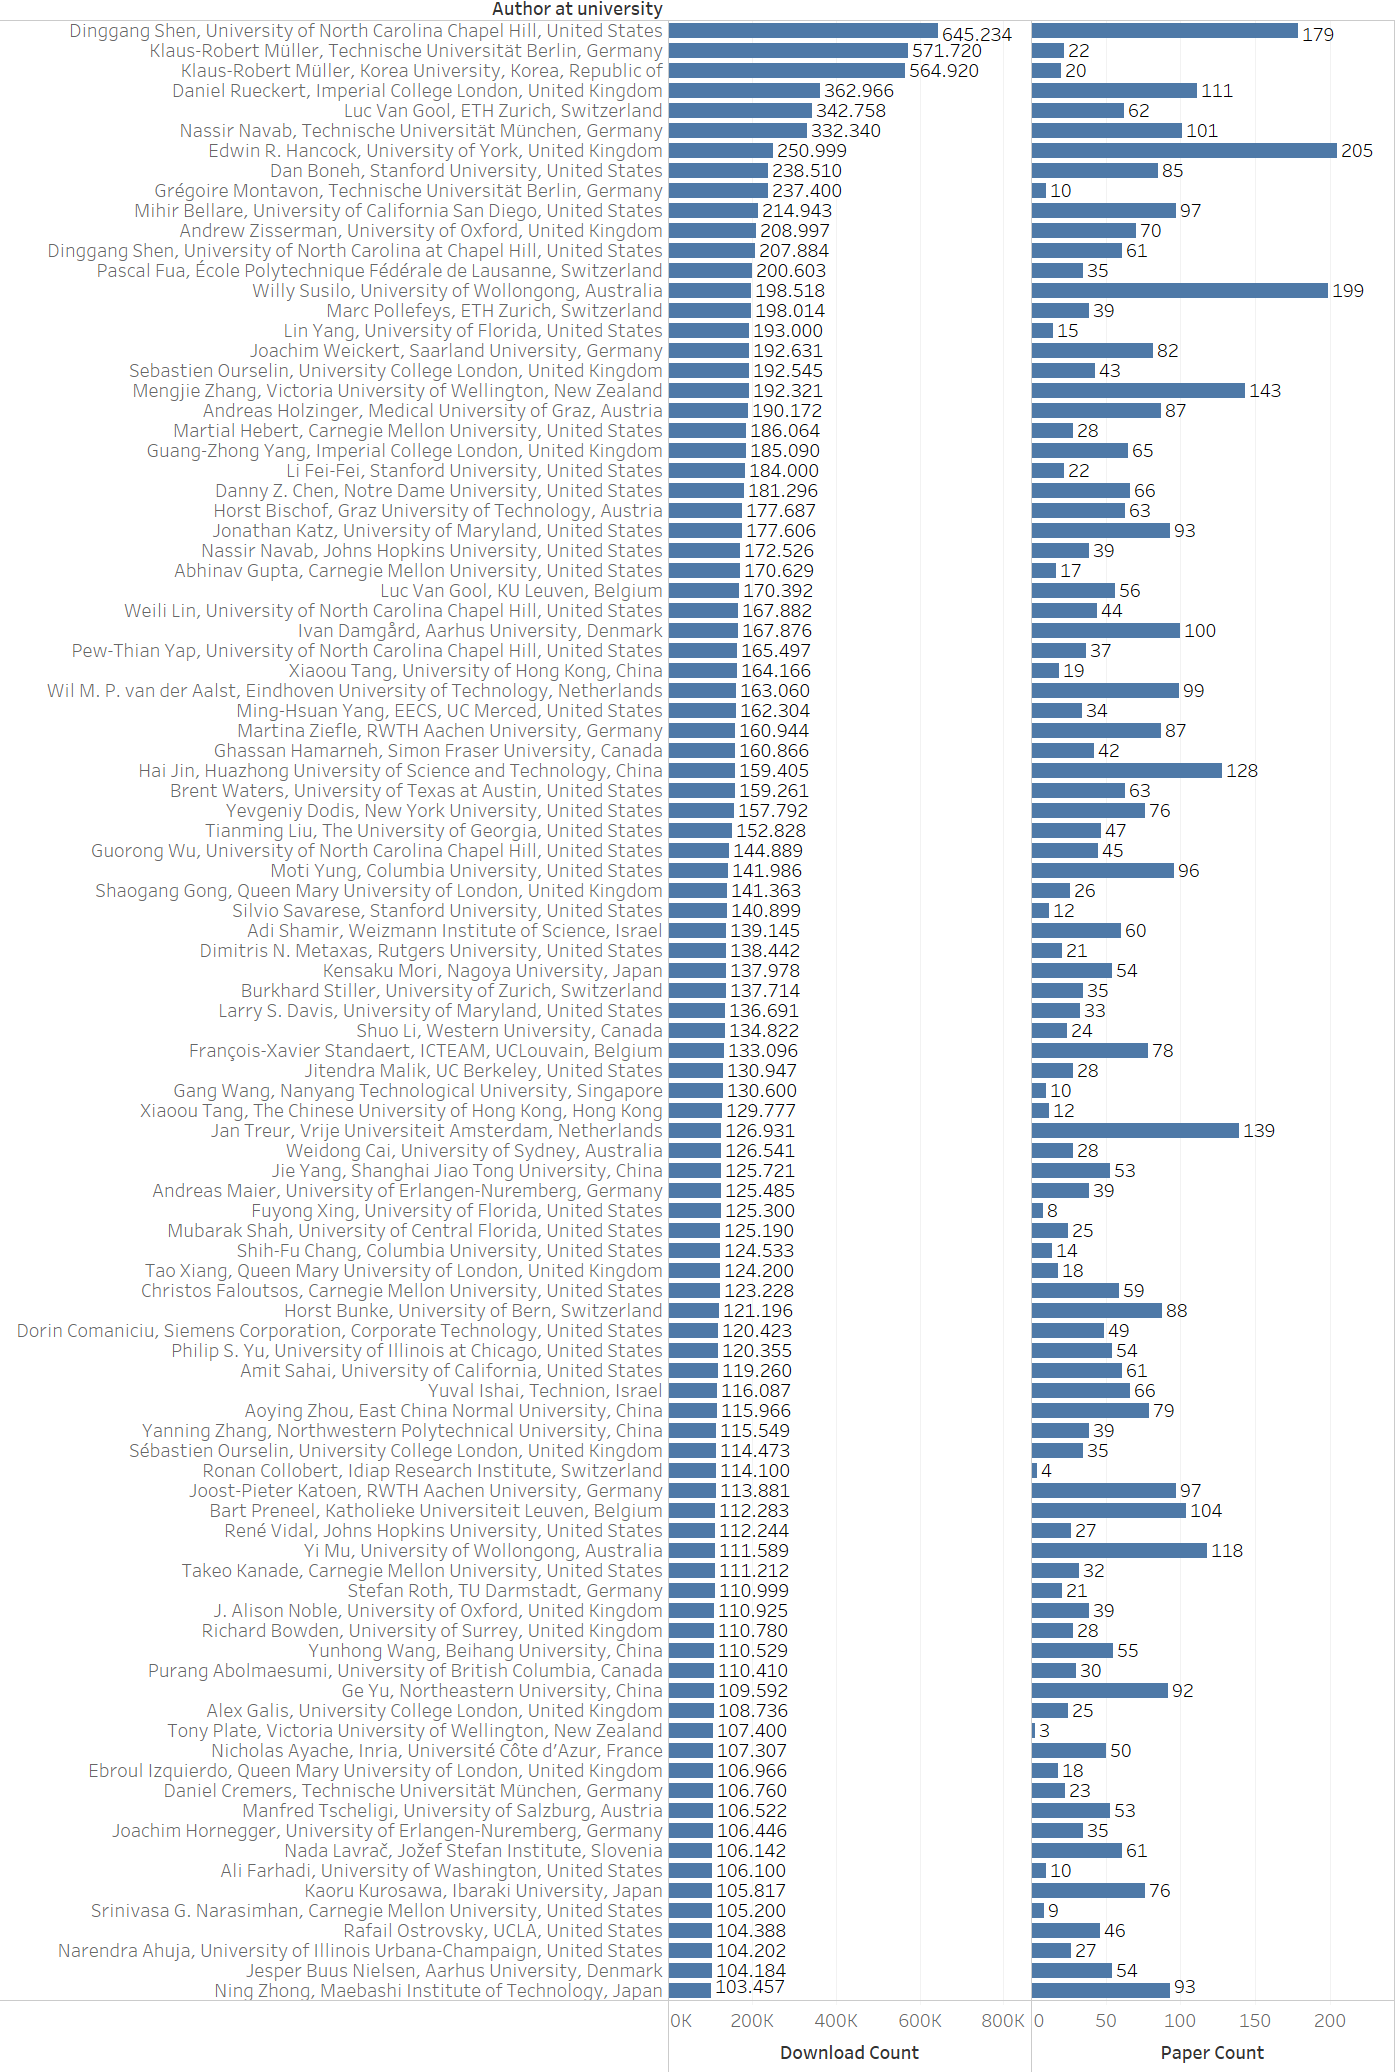 Author at university
Dinggang Shen, University of North Carolina Chapel Hill, United States 645.234 179
Klaus-Robert Müller, Technische Universität Berlin, Germany 571.720 22
Klaus-Robert Müller, Korea University, Korea, Republic of 564.920 20
Daniel Rueckert, Imperial College London, United Kingdom 362.966 111
Luc Van Gool, ETH Zurich, Switzerland 342.758 62
Nassir Navab, Technische Universität München, Germany 332.340 101
Edwin R. Hancock, University of York, United Kingdom 250.999 205
Dan Boneh, Stanford University, United States 238.510 85
Grégoire Montavon, Technische Universität Berlin, Germany 237.400 10
Mihir Bellare, University of California San Diego, United States 214.943 97
Andrew Zisserman, University of Oxford, United Kingdom 208.997 70
Dinggang Shen, University of North Carolina at Chapel Hill, United States 207.884 61
Pascal Fua, École Polytechnique Fédérale de Lausanne, Switzerland 200.603 35
Willy Susilo, University of Wollongong, Australia 198.518 199
Marc Pollefeys, ETH Zurich, Switzerland 198.014 39
Lin Yang, University of Florida, United States 193.000 15
Joachim Weickert, Saarland University, Germany 192.631 82
Sebastien Ourselin, University College London, United Kingdom 192.545 43
Mengjie Zhang, Victoria University of Wellington, New Zealand 192.321 143
Andreas Holzinger, Medical University of Graz, Austria 190.172 87
Martial Hebert, Carnegie Mellon University, United States 186.064 28
Guang-Zhong Yang, Imperial College London, United Kingdom 185.090 65
Li Fei-Fei, Stanford University, United States 184.000 22
Danny Z. Chen, Notre Dame University, United States 181.296 66
Horst Bischof, Graz University of Technology, Austria 177.687 63
Jonathan Katz, University of Maryland, United States 177.606 93
Nassir Navab, Johns Hopkins University, United States 172.526 39
Abhinav Gupta, Carnegie Mellon University, United States 170.629 17
Luc Van Gool, KU Leuven, Belgium 170.392 56
Weili Lin, University of North Carolina Chapel Hill, United States 167.882 44
Ivan Damgård, Aarhus University, Denmark 167.876 100
Pew-Thian Yap, University of North Carolina Chapel Hill, United States 165.497 37
Xiaoou Tang, University of Hong Kong, China 164.166 19
Wil M. P. van der Aalst, Eindhoven University of Technology, Netherlands 163.060 99
Ming-Hsuan Yang, EECS, UC Merced, United States 162.304 34
Martina Ziefle, RWTH Aachen University, Germany 160.944 87
Ghassan Hamarneh, Simon Fraser University, Canada 160.866 42
Hai Jin, Huazhong University of Science and Technology, China 159.405 128
Brent Waters, University of Texas at Austin, United States 159.261 63
Yevgeniy Dodis, New York University, United States 157.792 76
Tianming Liu, The University of Georgia, United States 152.828 47
Guorong Wu, University of North Carolina Chapel Hill, United States 144.889 45
Moti Yung, Columbia University, United States 141.986 96
Shaogang Gong, Queen Mary University of London, United Kingdom 141.363 26
Silvio Savarese, Stanford University, United States 140.899 12
Adi Shamir, Weizmann Institute of Science, Israel 139.145 60
Dimitris N. Metaxas, Rutgers University, United States 138.442 21
Kensaku Mori, Nagoya University, Japan 137.978 54
Burkhard Stiller, University of Zurich, Switzerland 137.714 35
Larry S. Davis, University of Maryland, United States 136.691 33
Shuo Li, Western University, Canada 134.822 24
François-Xavier Standaert, ICTEAM, UCLouvain, Belgium 133.096 78
Jitendra Malik, UC Berkeley, United States 130.947 28
Gang Wang, Nanyang Technological University, Singapore 130.600 10
Xiaoou Tang, The Chinese University of Hong Kong, Hong Kong 129.777 12
Jan Treur, Vrije Universiteit Amsterdam, Netherlands 126.931 139
Weidong Cai, University of Sydney, Australia 126.541 28
Jie Yang, Shanghai Jiao Tong University, China 125.721 53
Andreas Maier, University of Erlangen-Nuremberg, Germany 125.485 39
Fuyong Xing, University of Florida, United States 125.300 8
Mubarak Shah, University of Central Florida, United States 125.190 25
Shih-Fu Chang, Columbia University, United States 124.533 14
Tao Xiang, Queen Mary University of London, United Kingdom 124.200 18
Christos Faloutsos, Carnegie Mellon University, United States 123.228 59
Horst Bunke, University of Bern, Switzerland 121.196 88
Dorin Comaniciu, Siemens Corporation, Corporate Technology, United States 120.423 49
Philip S. Yu, University of Illinois at Chicago, United States 120.355 54
Amit Sahai, University of California, United States 119.260 61
Yuval Ishai, Technion, Israel 116.087 66
Aoying Zhou, East China Normal University, China 115.966 79
Yanning Zhang, Northwestern Polytechnical University, China 115.549 39
Sébastien Ourselin, University College London, United Kingdom 114.473 35
Ronan Collobert, Idiap Research Institute, Switzerland 114.100 4
Joost-Pieter Katoen, RWTH Aachen University, Germany 113.881 97
Bart Preneel, Katholieke Universiteit Leuven, Belgium 112.283 104
René Vidal, Johns Hopkins University, United States 112.244 27
Yi Mu, University of Wollongong, Australia 111.589 118
Takeo Kanade, Carnegie Mellon University, United States 111.212 32
Stefan Roth, TU Darmstadt, Germany 110.999 21
J. Alison Noble, University of Oxford, United Kingdom 110.925 39
Richard Bowden, University of Surrey, United Kingdom 110.780 28
Yunhong Wang, Beihang University, China 110.529 55
Purang Abolmaesumi, University of British Columbia, Canada 110.410 30
Ge Yu, Northeastern University, China 109.592 92
Alex Galis, University College London, United Kingdom 108.736 25
Tony Plate, Victoria University of Wellington, New Zealand 107.400 3
Nicholas Ayache, Inria, Université Côte d’Azur, France 107.307 50
Ebroul Izquierdo, Queen Mary University of London, United Kingdom 106.966 18
Daniel Cremers, Technische Universität München, Germany 106.760 23
Manfred Tscheligi, University of Salzburg, Austria 106.522 53
Joachim Hornegger, University of Erlangen-Nuremberg, Germany 106.446 35
Nada Lavrač, Jožef Stefan Institute, Slovenia 106.142 61
Ali Farhadi, University of Washington, United States 106.100 10
Kaoru Kurosawa, Ibaraki University, Japan 105.817 76
Srinivasa G. Narasimhan, Carnegie Mellon University, United States 105.200 9
Rafail Ostrovsky, UCLA, United States 104.388 46
Narendra Ahuja, University of Illinois Urbana-Champaign, United States 104.202 27
Jesper Buus Nielsen, Aarhus University, Denmark 104.184 54
Ning Zhong, Maebashi Institute of Technology, Japan 103.457 93
0K 200K 400K 600K 800K 0 50 100 150 200
Download Count Paper Count